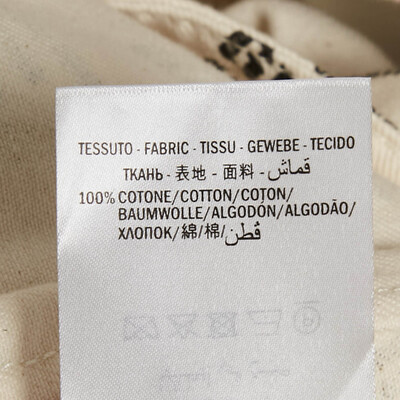 TESSUTO - FABRIC - TISSU - GEWEBE - TECIDO
ТКАНЬ - 表地 - 面料 - قماش
100% COTONE/COTTON/COTON/
BAUMWOLLE/ALGODÓN/ALGODÃO/
ХЛОПОК/綿/棉/قُطن